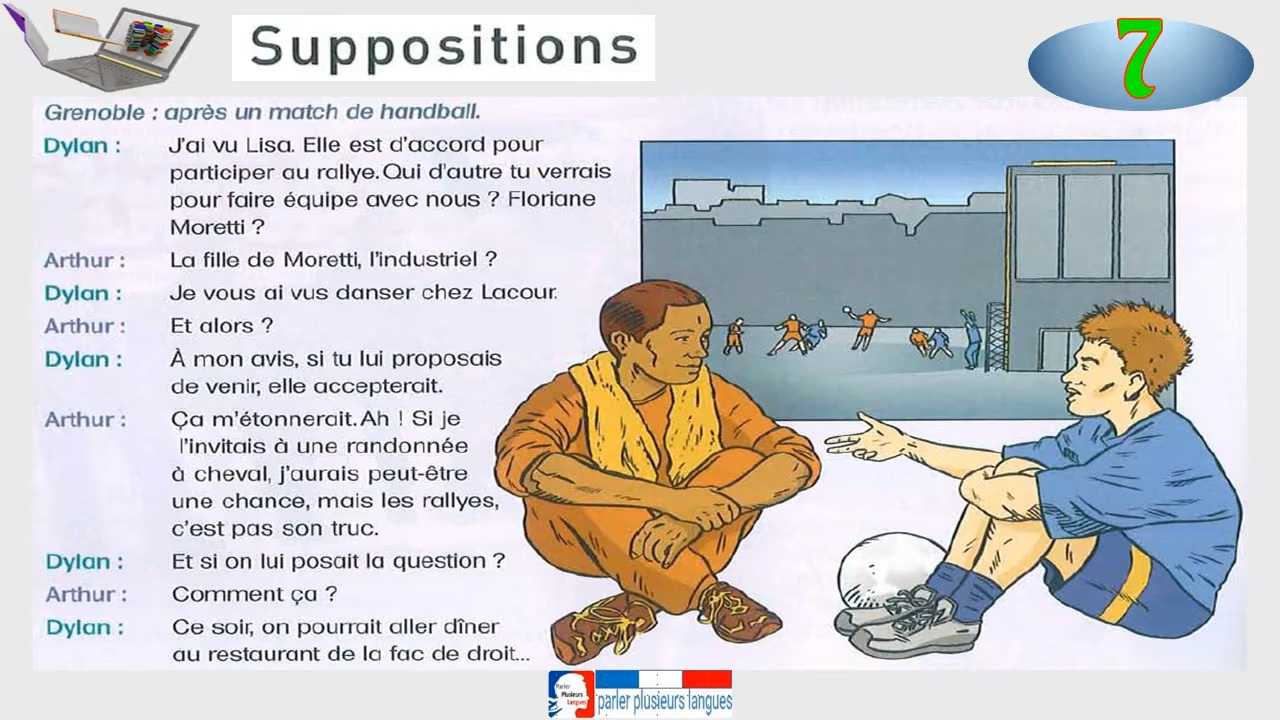 Suppositions
7
Grenoble : après un match de handball.
Dylan : J'ai vu Lisa. Elle est d'accord pour
participer au rallye. Qui d'autre tu verrais
pour faire équipe avec nous ? Floriane
Moretti ?
Arthur : La fille de Moretti, l'industriel ?
Dylan : Je vous ai vus danser chez Lacour.
Arthur : Et alors ?
Dylan : À mon avis, si tu lui proposais
de venir, elle accepterait.
Arthur : Ça m'étonnerait. Ah ! Si je
l'invitais à une randonnée
à cheval, j'aurais peut-être
une chance, mais les rallyes,
c'est pas son truc.
Dylan : Et si on lui posait la question ?
Arthur : Comment ça ?
Dylan : Ce soir, on pourrait aller dîner
au restaurant de la fac de droit...
Parler
Plusieurs
Langues
parler plusieurs langues